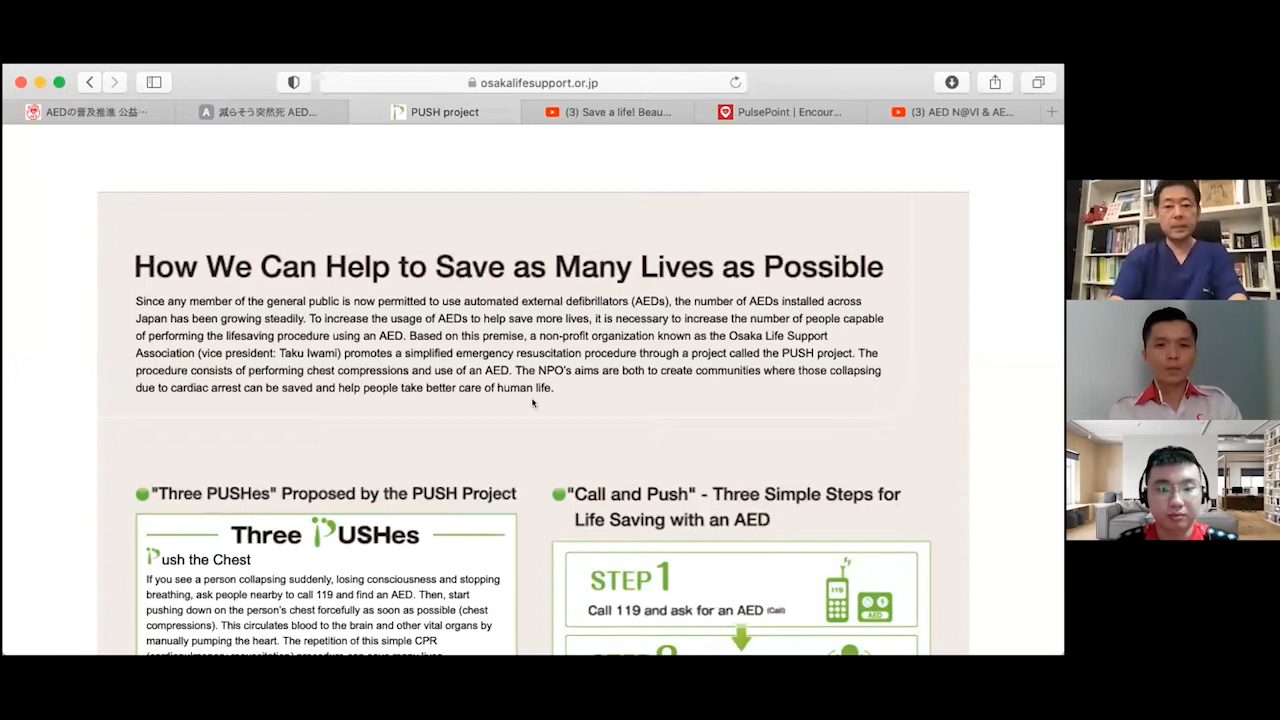 osakalifesupport.or.jp
AEDの普及推進 公益…
減らそう突然死 AED...
PUSH project
(3) Save a life! Beau...
PulsePoint | Encour...
(3) AED N@VI & AE...
How We Can Help to Save as Many Lives as Possible
Since any member of the general public is now permitted to use automated external defibrillators (AEDs), the number of AEDs installed across
Japan has been growing steadily. To increase the usage of AEDs to help save more lives, it is necessary to increase the number of people capable
of performing the lifesaving procedure using an AED. Based on this premise, a non-profit organization known as the Osaka Life Support
Association (vice president: Taku Iwami) promotes a simplified emergency resuscitation procedure through a project called the PUSH project. The
procedure consists of performing chest compressions and use of an AED. The NPO's aims are both to create communities where those collapsing
due to cardiac arrest can be saved and help people take better care of human life.
"Three PUSHes" Proposed by the PUSH Project
Three PUSHes
Push the Chest
If you see a person collapsing suddenly, losing consciousness and stopping
breathing, ask people nearby to call 119 and find an AED. Then, start
pushing down on the person's chest forcefully as soon as possible (chest
compressions). This circulates blood to the brain and other vital organs by
manually pumping the heart. The repetition of this simple CPR
"Call and Push" - Three Simple Steps for
Life Saving with an AED
STEP1
119
AED
Call 119 and ask for an AED (Call)